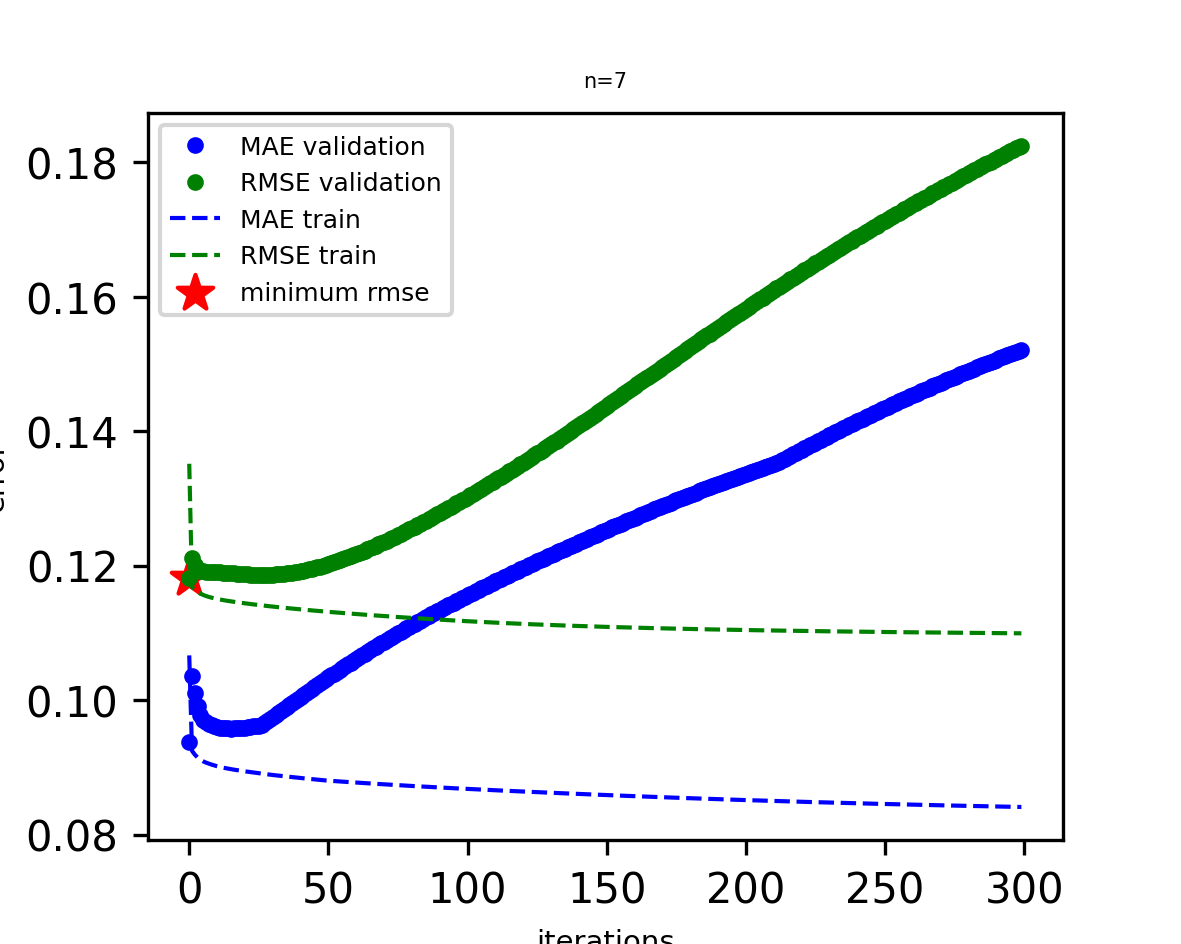 n=7
MAE validation
RMSE validation
MAE train
RMSE train
minimum rmse
0.18
0.16
0.14
0.12
0.10
0.08
error
0 50 100 150 200 250 300
iterations